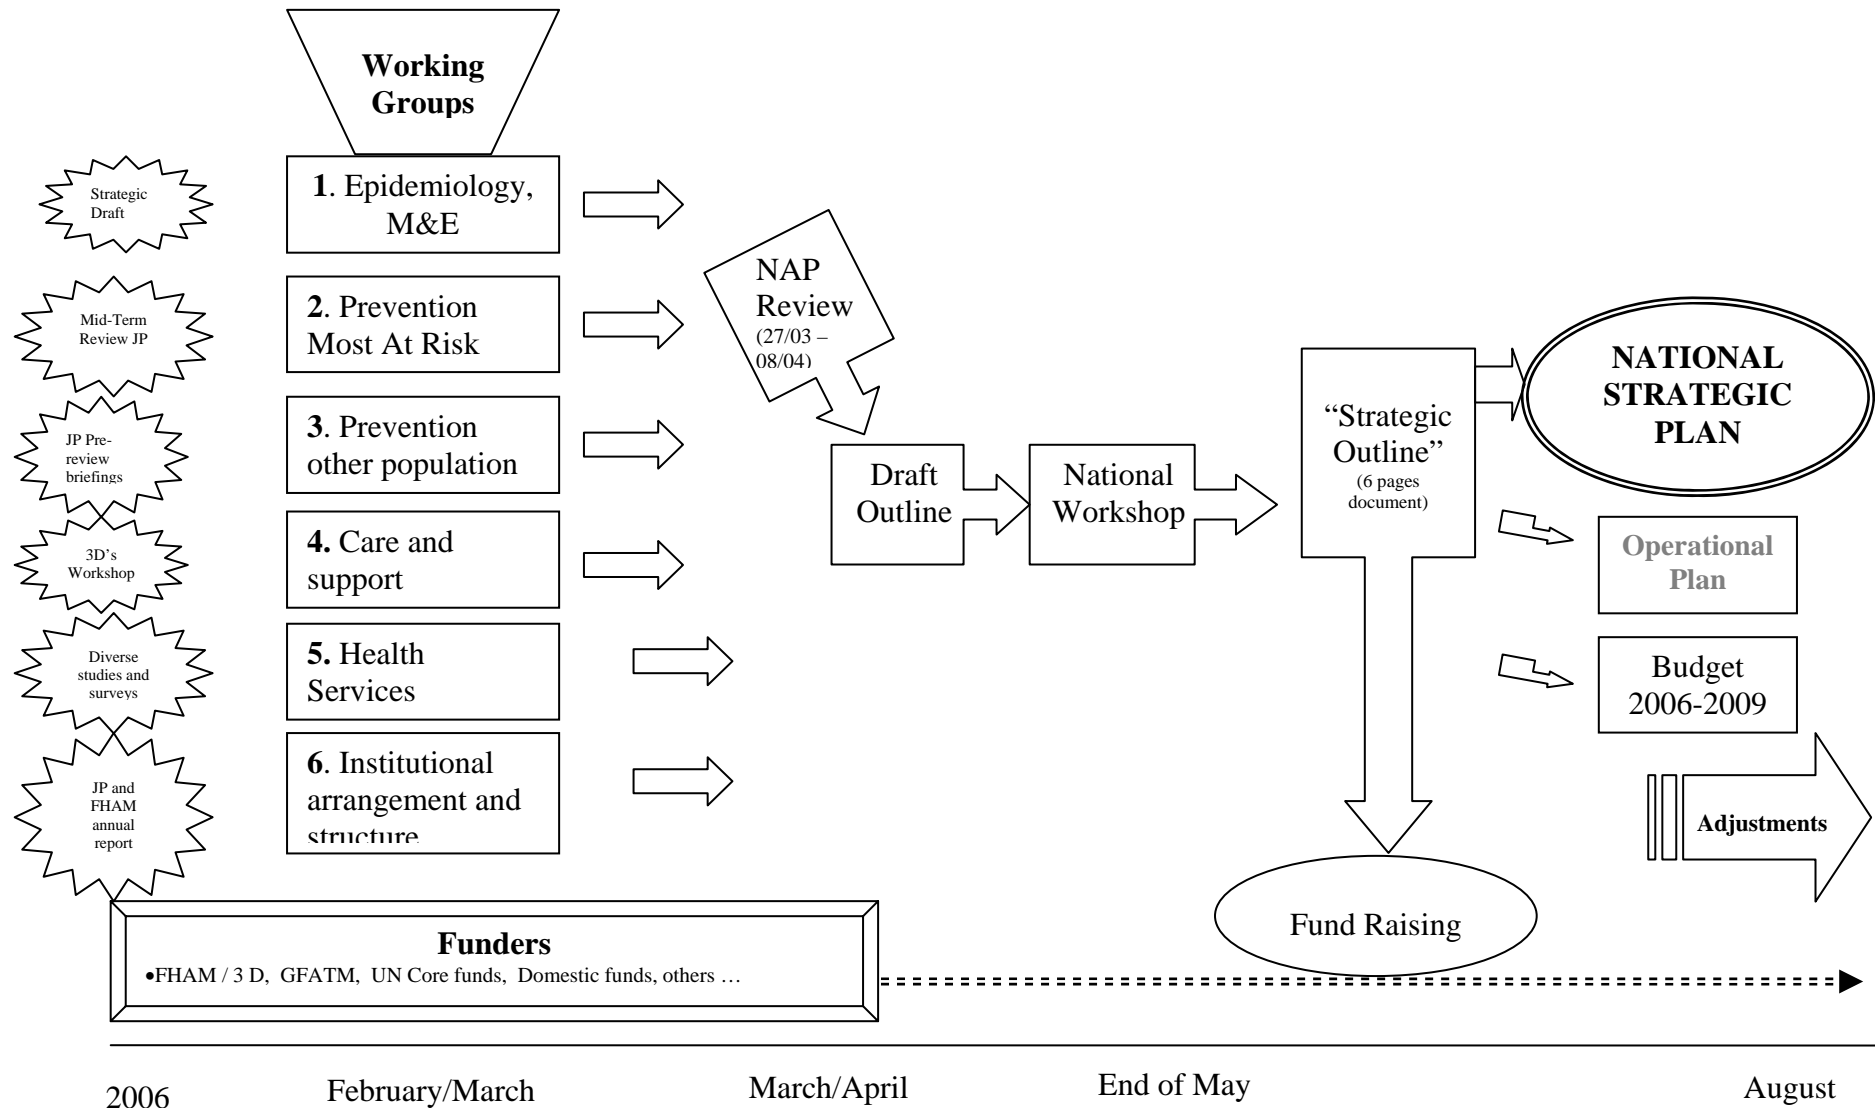 Working
Groups
Strategic
Draft
Mid-Term
Review JP
JP Pre-
review
briefings
3D's
Workshop
Diverse
studies and
surveys
JP and
FHAM
annual
report
1. Epidemiology,
M&E
2. Prevention
Most At Risk
3. Prevention
other population
4. Care and
support
5. Health
Services
6. Institutional
arrangement and
structure
NAP
Review
(27/03 –
08/04)
Draft
Outline
National
Workshop
“Strategic
Outline”
(6 pages
document)
NATIONAL
STRATEGIC
PLAN
Operational
Plan
Budget
2006-2009
Adjustments
Fund Raising
Funders
•FHAM / 3 D, GFATM, UN Core funds, Domestic funds, others …
2006 February/March March/April End of May August